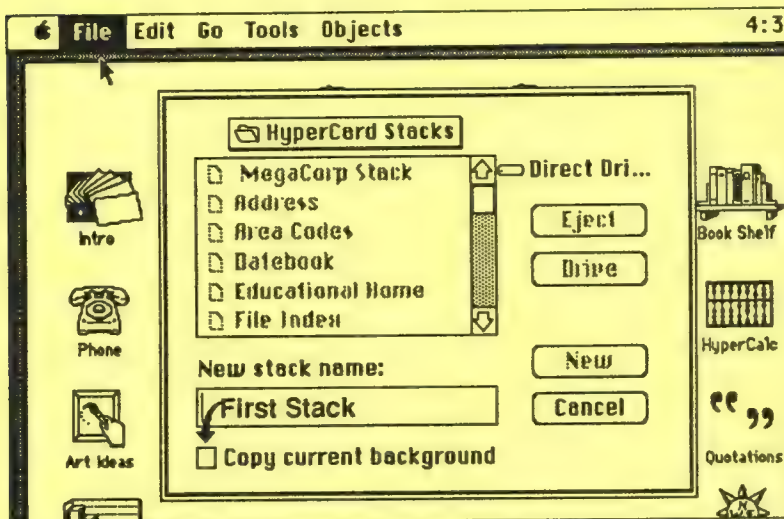 File Edit Go Tools Objects 4:3
HyperCard Stacks
MegaCorp Stack
Address
Area Codes
Datebook
Educational Home
File Index
Direct Dri...
Eject
Drive
New stack name:
New
First Stack
Cancel
Copy current background
Intro
Phone
Art Ideas
Book Shelf
HyperCalc
Quotations
N
W E